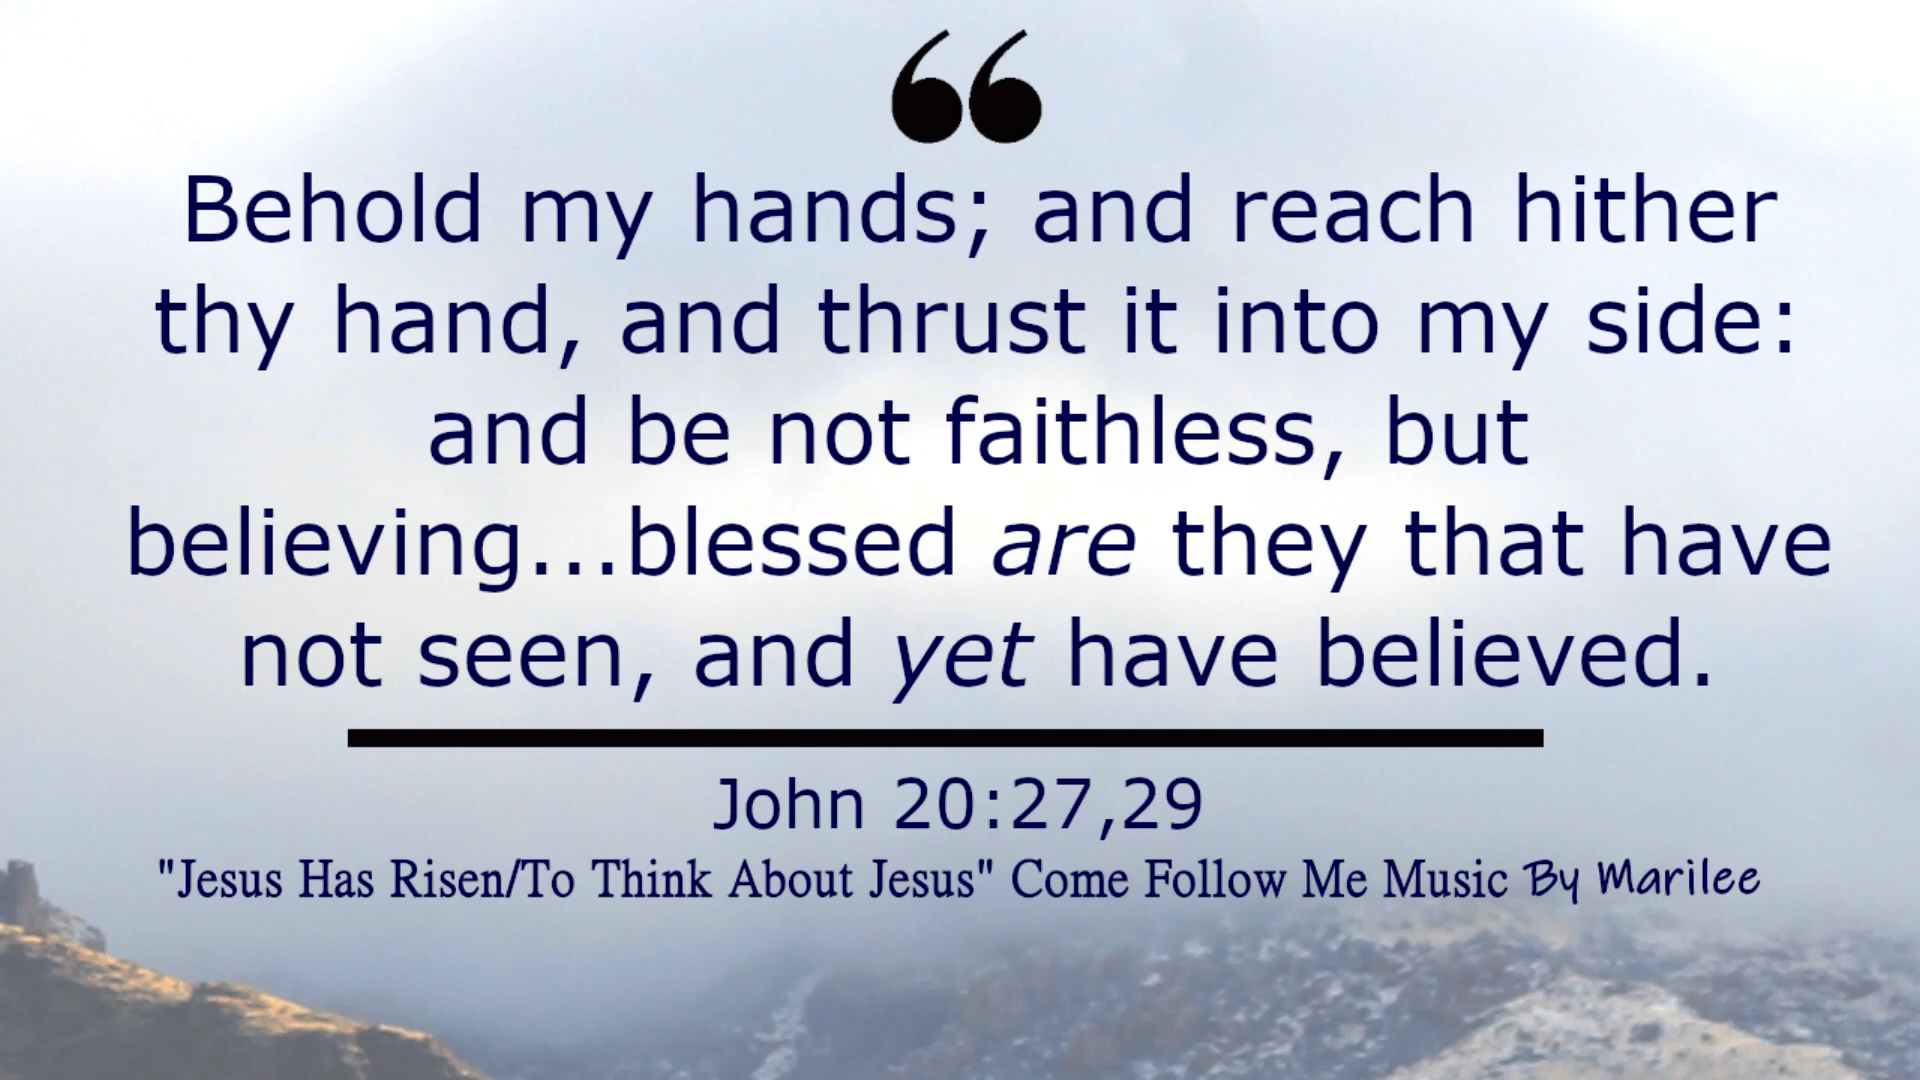 “
Behold my hands; and reach hither
thy hand, and thrust it into my side:
and be not faithless, but
believing...blessed are they that have
not seen, and yet have believed.
John 20:27,29
"Jesus Has Risen/To Think About Jesus" Come Follow Me Music By Marilee